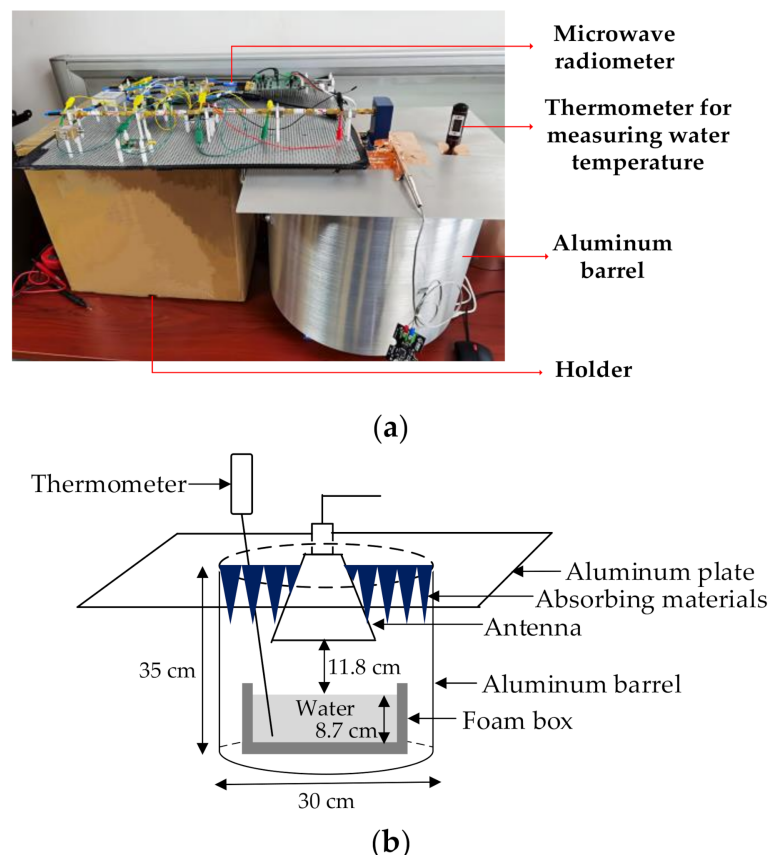 Microwave
radiometer
Thermometer for
measuring water
temperature
Aluminum
barrel
Holder
(a)
Thermometer
Aluminum plate
Absorbing materials
Antenna
35 cm
11.8 cm
Aluminum barrel
Water
8.7 cm
Foam box
30 cm
(b)